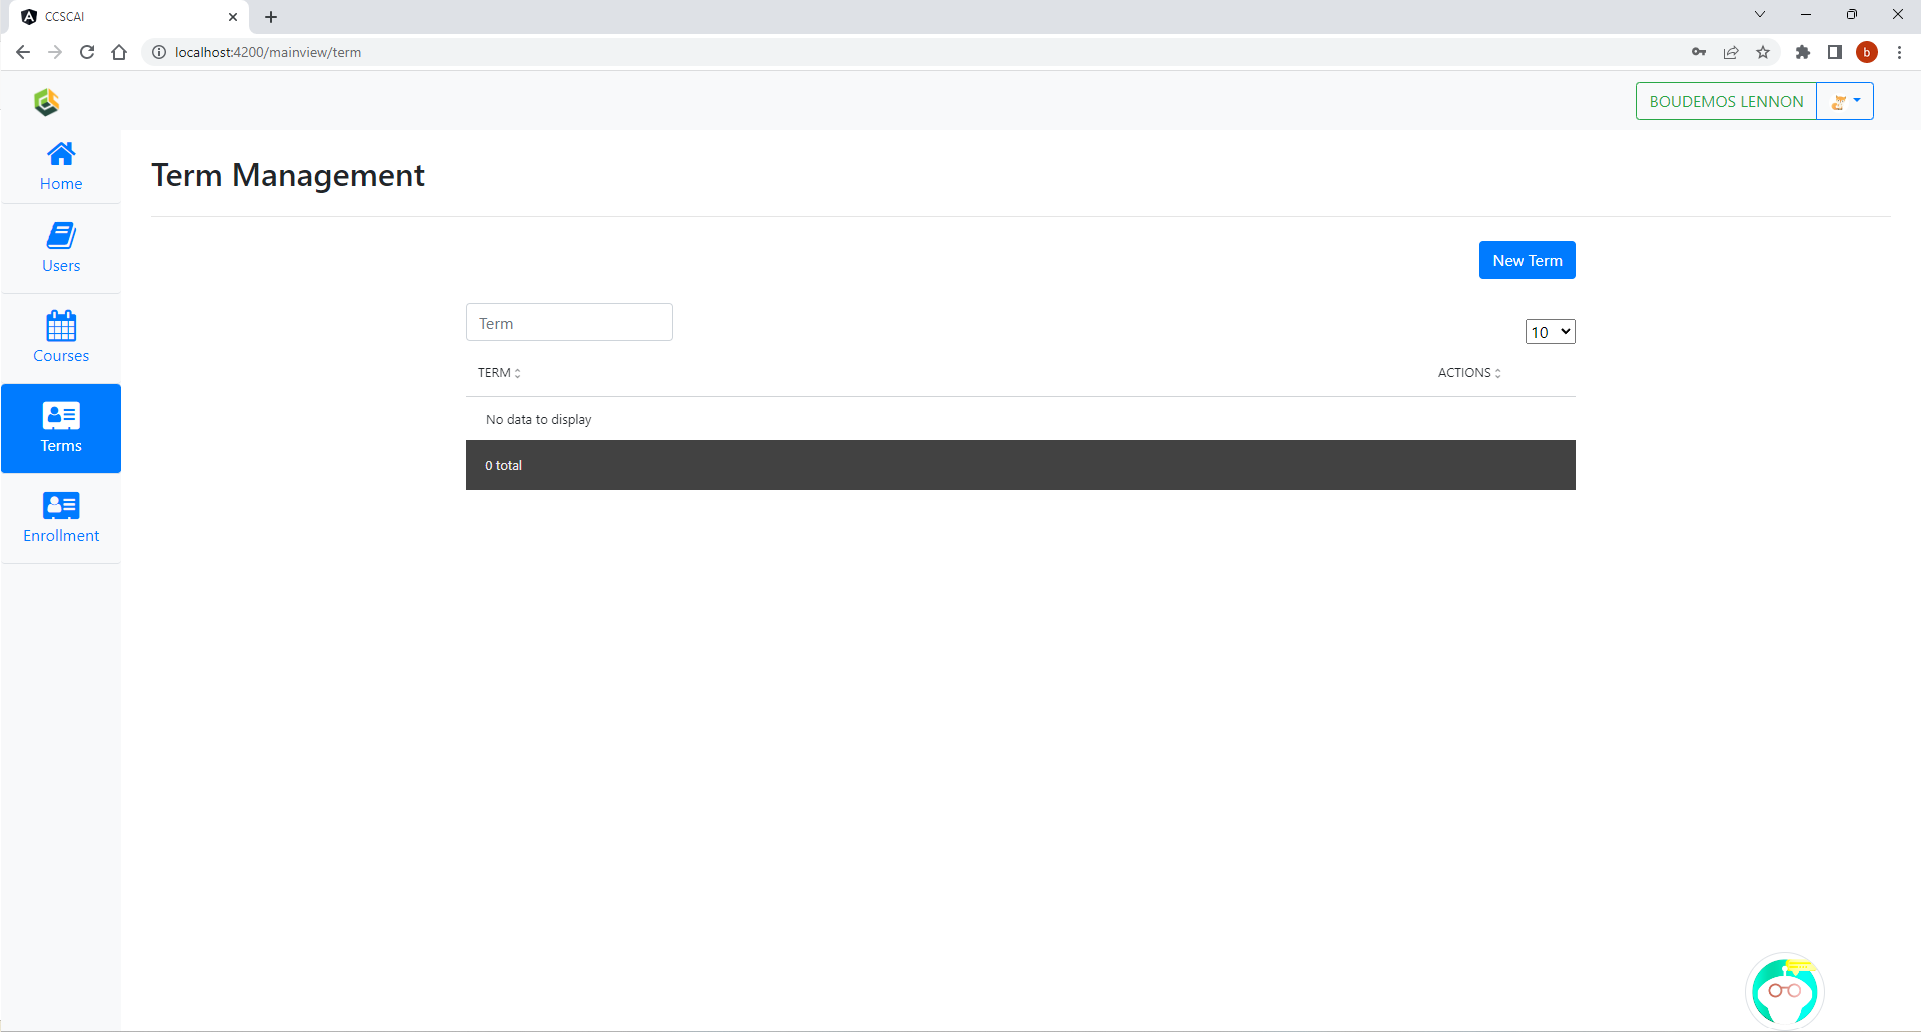 CCSCAI
localhost:4200/mainview/term
b
BOUDEMOS LENNON
Home
Term Management
Users
New Term
Courses
Term
10
TERM
ACTIONS
No data to display
Terms
0 total
Enrollment